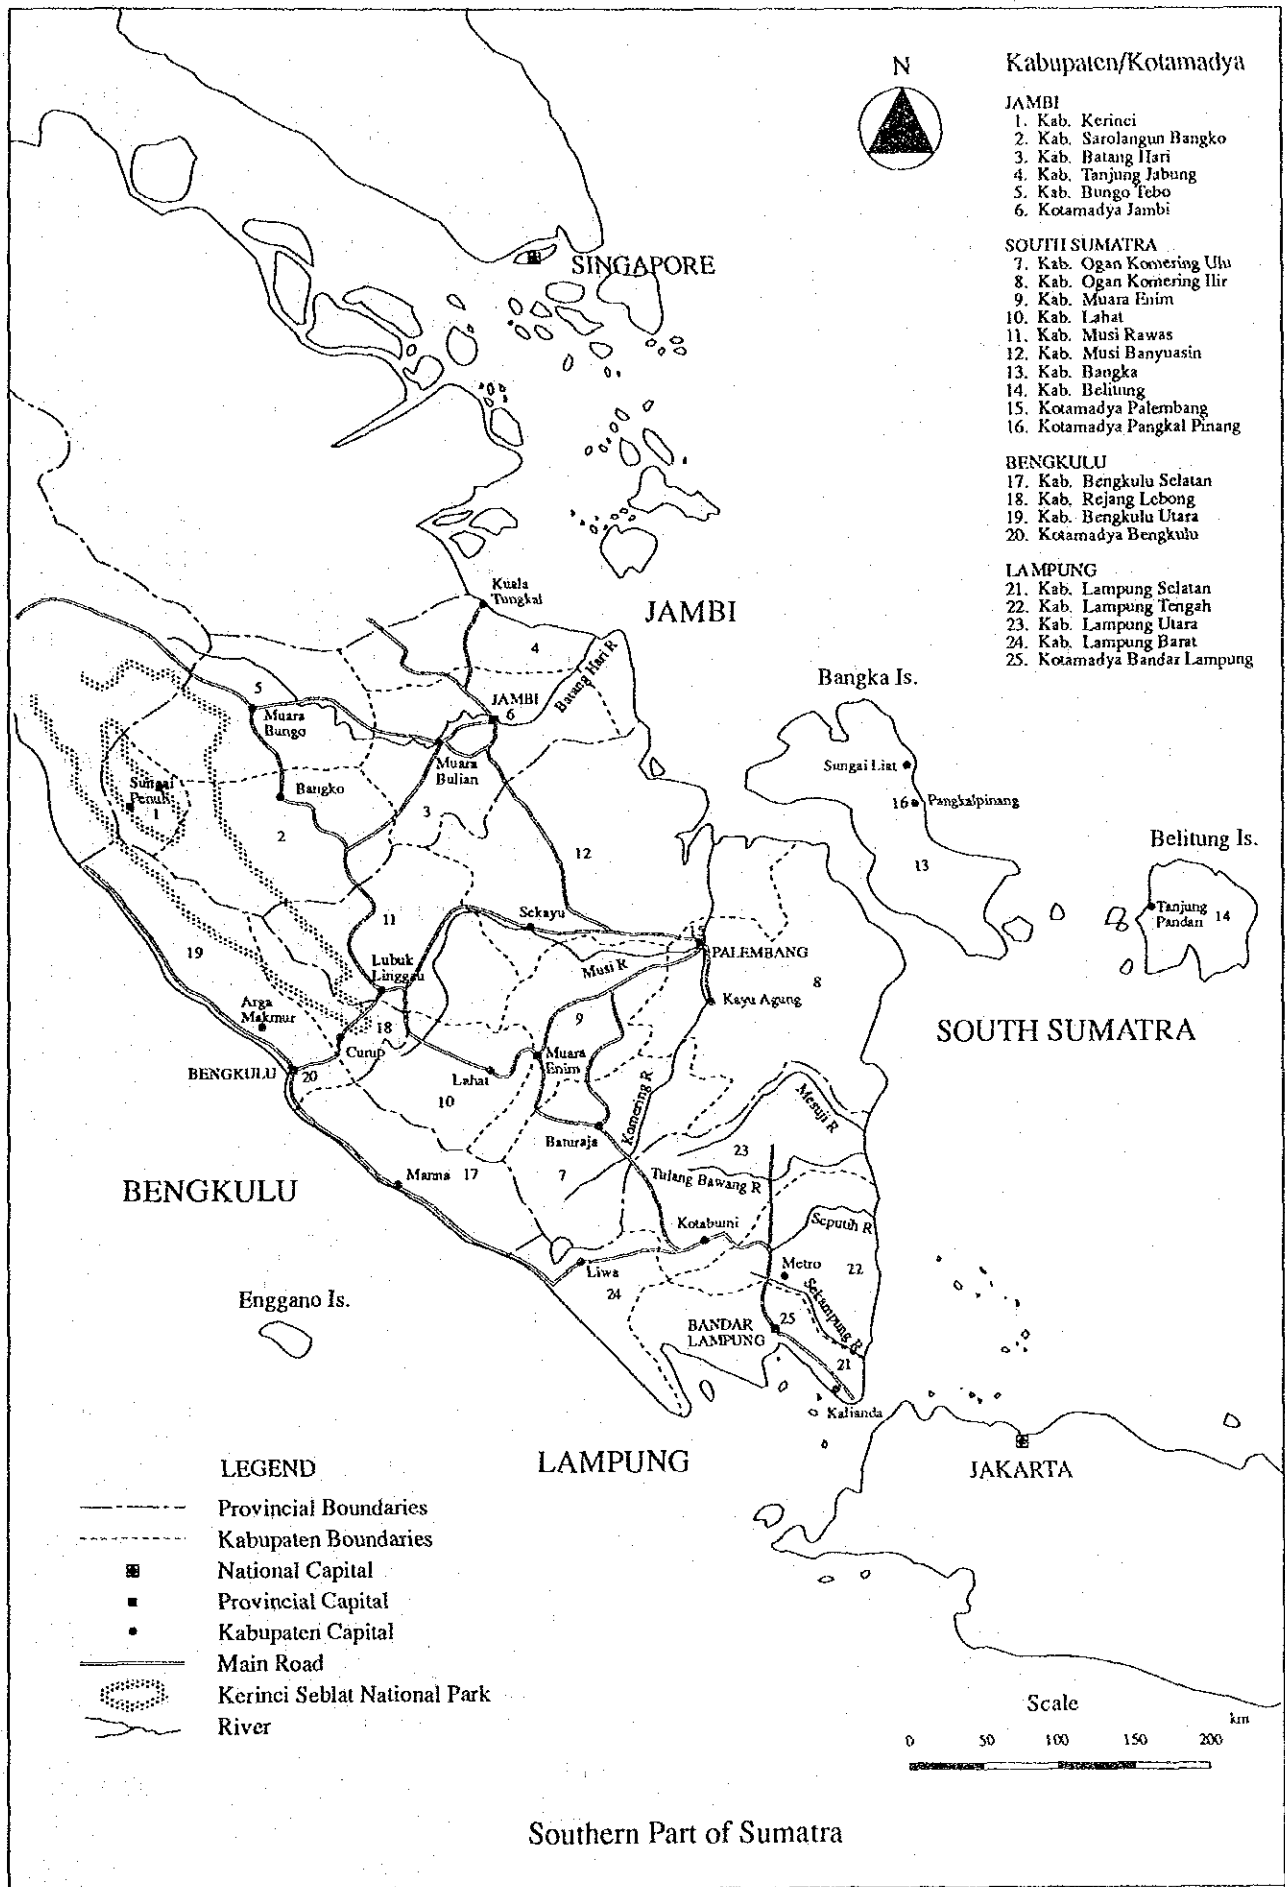 N
Kabupaten/Kotamadya
JAMBI
1. Kab. Kerinci
2. Kab. Sarolangun Bangko
3. Kab. Batang Hari
4. Kab. Tanjung Jabung
5. Kab. Bungo Tebo
6. Kotamadya Jambi
SOUTH SUMATRA
7. Kab. Ogan Komering Ulu
8. Kab. Ogan Komering Ilir
9. Kab. Muara Enim
10. Kab. Lahat
11. Kab. Musi Rawas
12. Kab. Musi Banyuasin
13. Kab. Bangka
14. Kab. Belitung
15. Kotamadya Palembang
16. Kotamadya Pangkal Pinang
BENGKULU
17. Kab. Bengkulu Selatan
18. Kab. Rejang Lebong
19. Kab. Bengkulu Utara
20. Kotamadya Bengkulu
LAMPUNG
21. Kab. Lampung Selatan
22. Kab. Lampung Tengah
23. Kab. Lampung Utara
24. Kab. Lampung Barat
25. Kotamadya Bandar Lampung
SINGAPORE
Kuala
Tungkal
JAMBI
4
Batang Hari R
5
JAMBI
6
Muara
Bungo
Muara
Bulian
Bangka Is.
Sungai Liat
16
Pangkalpinang
13
Belitung Is.
Tanjung
Pandan
14
Sungai
Penuh
1
Bangko
2
3
12
11
Sekayu
15
PALEMBANG
Musi R
19
Lubuk
Linggau
Kayu Agung
8
SOUTH SUMATRA
Arga
Makmur
18
Curup
9
BENGKULU
20
Lahat
Muara
Enim
10
Komering R
Mesuji R
Baturaja
23
Manna
17
7
Tulang Bawang R
BENGKULU
Kotabumi
Seputih R
Liwa
Metro
22
24
Sekampung R
Enggano Is.
BANDAR
LAMPUNG
25
21
Kalianda
LAMPUNG
JAKARTA
LEGEND
Provincial Boundaries
Kabupaten Boundaries
National Capital
Provincial Capital
Kabupaten Capital
Main Road
Kerinci Seblat National Park
River
Scale
km
0 50 100 150 200
Southern Part of Sumatra